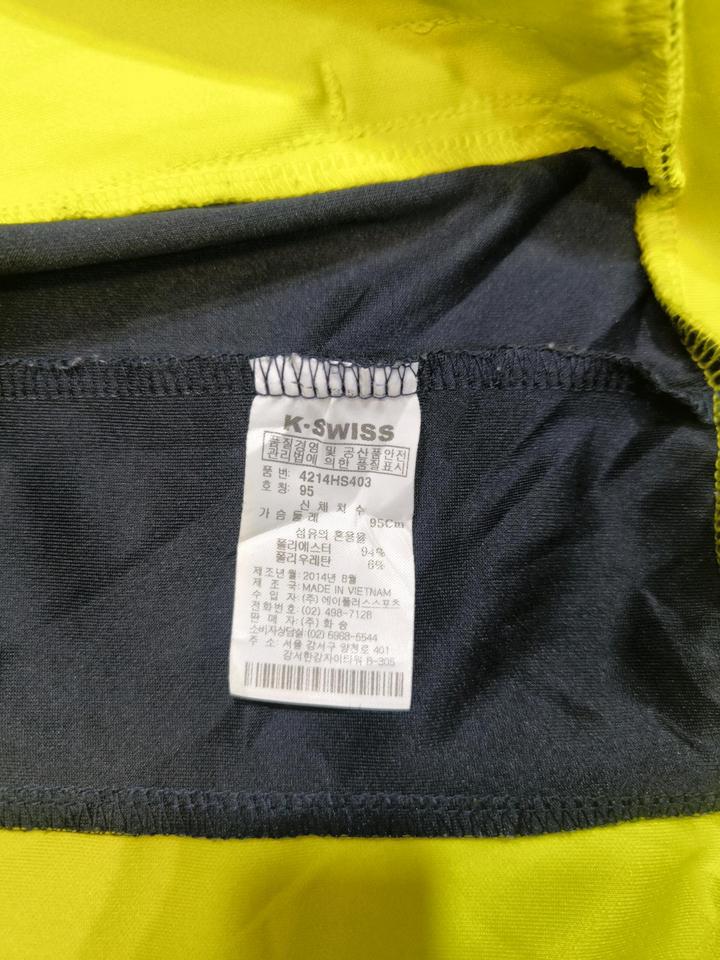 K·SWISS
품질경영 및 공산품안전
관리법에 의한 품질표시
품 번: 4214HS403
호 칭: 95
신 체 치 수
가 슴 둘 레 95Cm
섬유의 혼용율
폴리에스터 94%
폴리우레탄 6%
제조년월: 2014년 8월
제 조 국: MADE IN VIETNAM
수 입 자: (주) 에이플러스스포츠
전화번호: (02) 498-7128
판 매 자: (주) 화 승
소비자상담실: (02) 6988-5544
주 소: 서울 강서구 양천로 401
강서한강자이타워 B-305